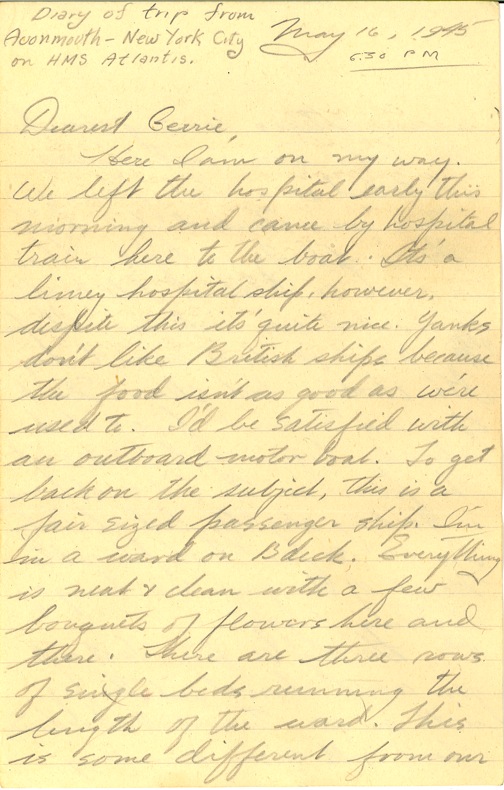 Diary of trip from
Avonmouth - New York City
on HMS Atlantis.
May 16, 1945
6:30 PM
Dearest Gerrie,
Here I am on my way.
We left the hospital early this
morning and came by hospital
train here to the boat. Its' a
limey hospital ship, however,
dispite this it's quite nice. Yanks
don't like British ships because
the food isn't as good as we're
used to. I'd be satisfied with
an outboard motor boat. To get
back on the subject, this is a
fair sized passenger ship. I'm
in a ward on B deck. Everything
is neat & clean with a few
bouquets of flowers here and
there. There are three rows
of single beds running the
length of the ward. This
is some different from our